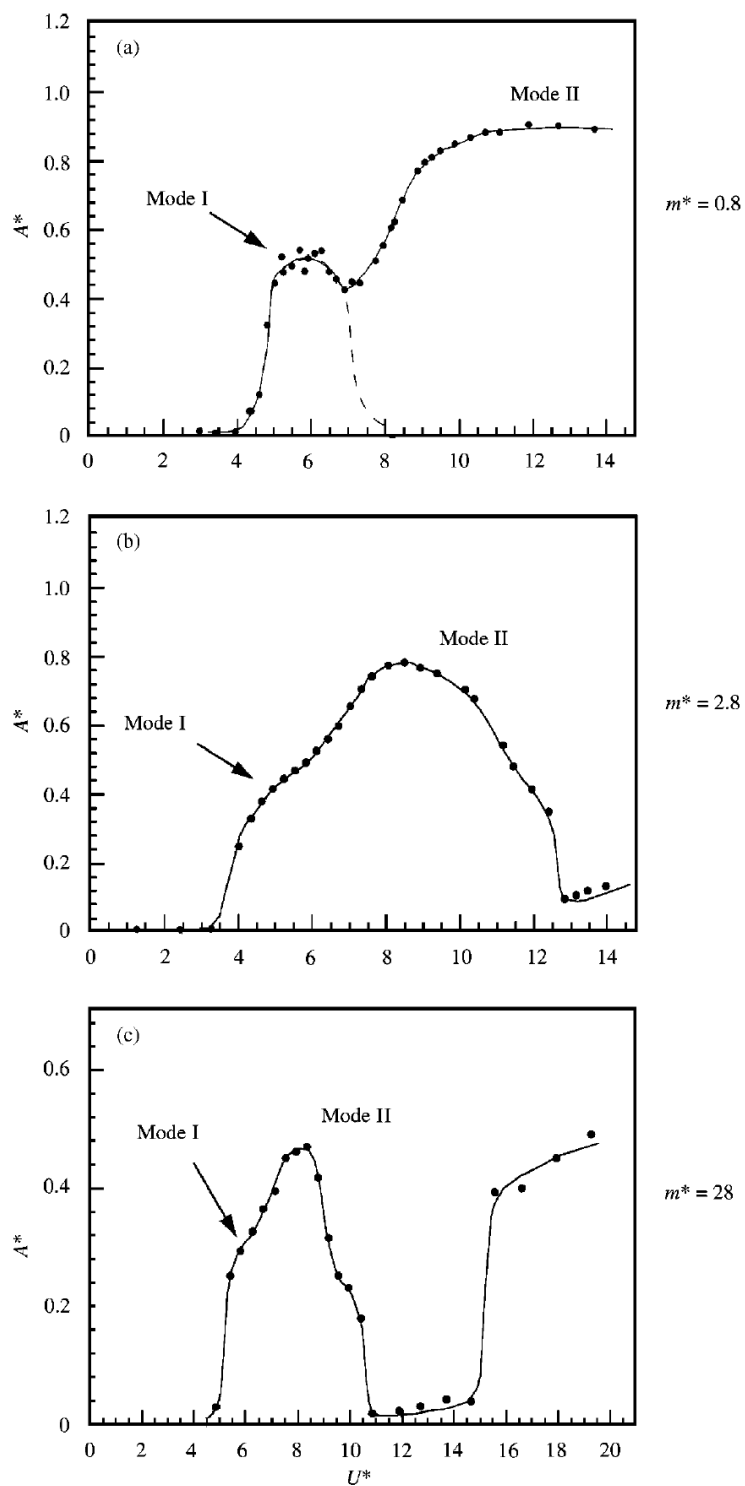 1.2
(a)
1.0
Mode II
0.8
m* = 0.8
Mode I
A*
0.6
0.4
0.2
0
0 2 4 6 8 10 12 14
1.2
(b)
1.0
0.8
Mode II
m* = 2.8
Mode I
A*
0.6
0.4
0.2
0
0 2 4 6 8 10 12 14
(c)
0.6
Mode II
Mode I
0.4
m* = 28
A*
0.2
0
0 2 4 6 8 10 12 14 16 18 20
U*